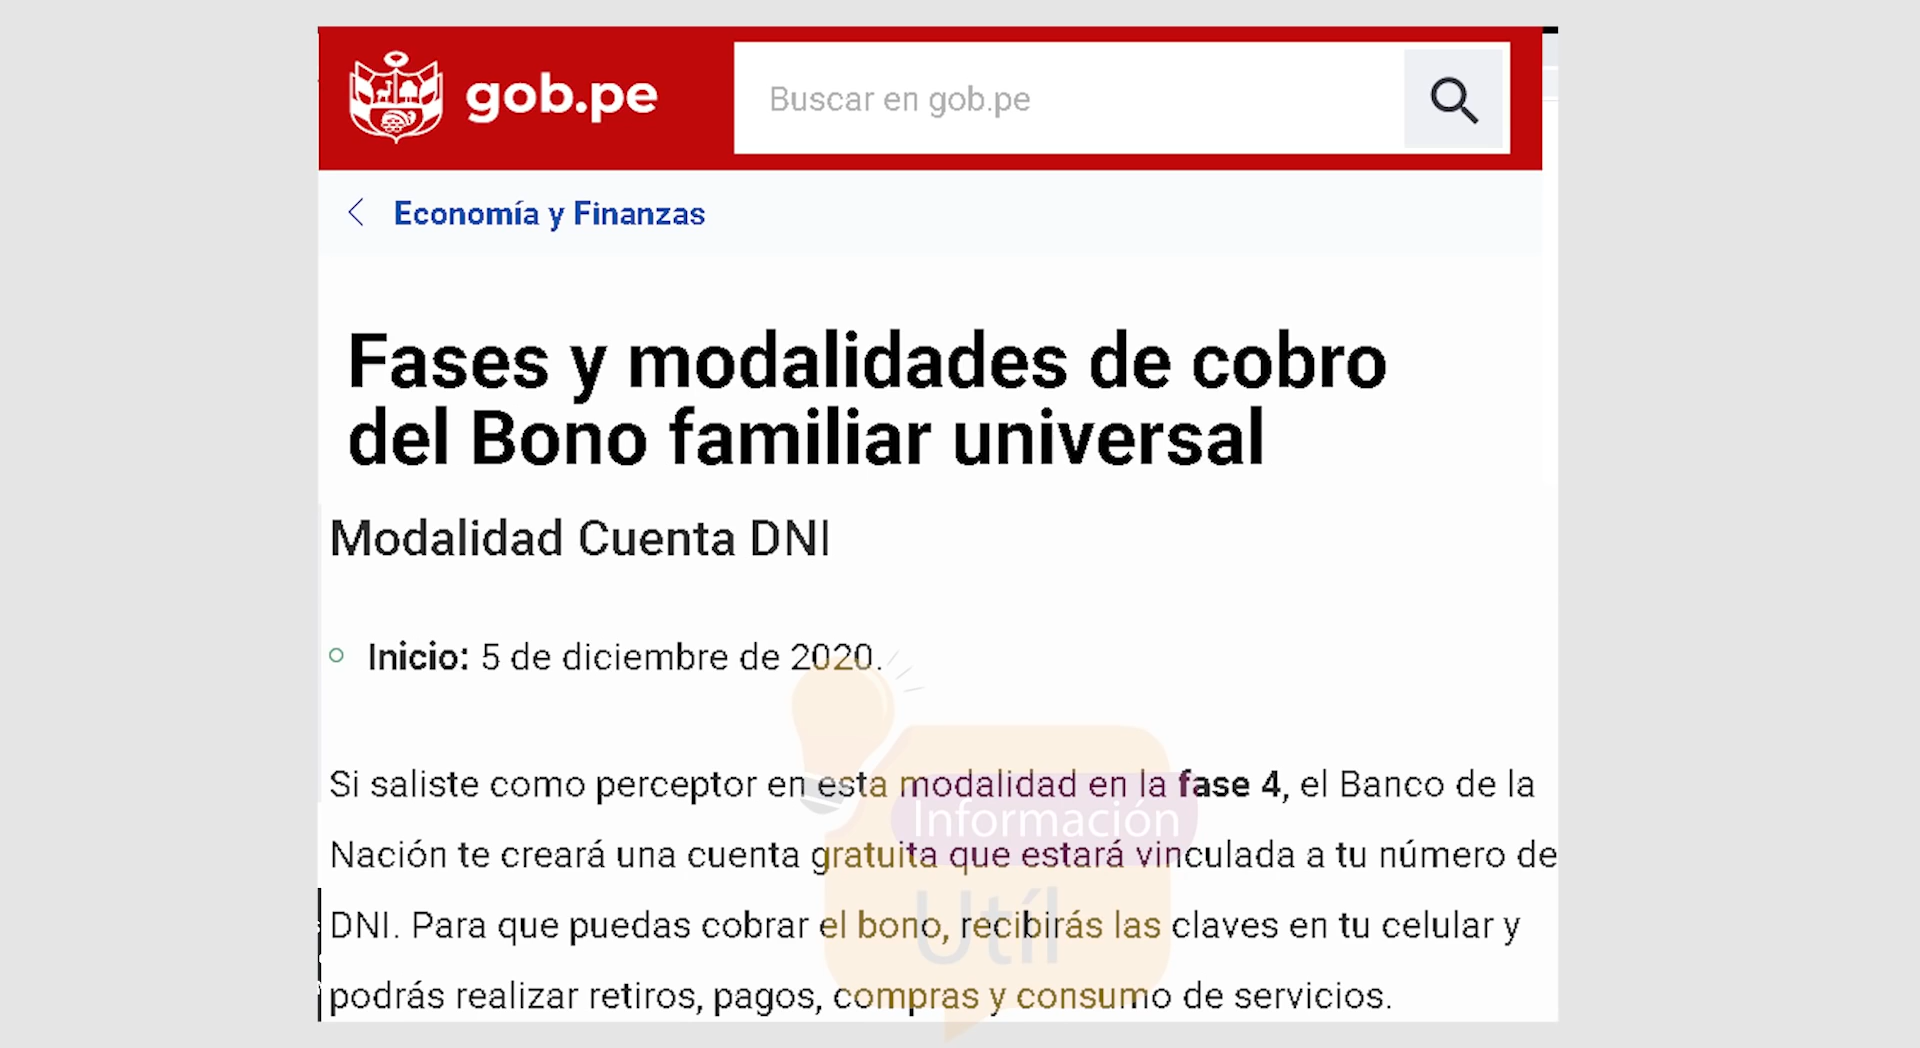 gob.pe
Buscar en gob.pe
Economía y Finanzas
Fases y modalidades de cobro
del Bono familiar universal
Modalidad Cuenta DNI
Inicio: 5 de diciembre de 2020.
Si saliste como perceptor en esta modalidad en la fase 4, el Banco de la
Información
Nación te creará una cuenta gratuita que estará vinculada a tu número de
Utíl
DNI. Para que puedas cobrar el bono, recibirás las claves en tu celular y
podrás realizar retiros, pagos, compras y consumo de servicios.